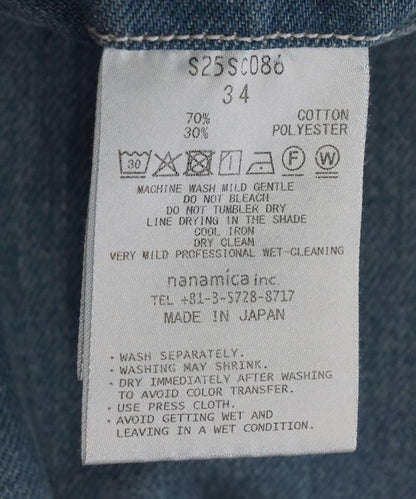 S25SC086
34
70% COTTON
30% POLYESTER
30 F W
MACHINE WASH MILD GENTLE
DO NOT BLEACH
DO NOT TUMBLER DRY
LINE DRYING IN THE SHADE
COOL IRON
DRY CLEAN
VERY MILD PROFESSIONAL WET-CLEANING
nanamica inc.
TEL +81-3-5728-8717
MADE IN JAPAN
· WASH SEPARATELY.
· WASHING MAY SHRINK.
· DRY IMMEDIATELY AFTER WASHING
TO AVOID COLOR TRANSFER.
· USE PRESS CLOTH.
· AVOID GETTING WET AND
LEAVING IN A WET CONDITION.